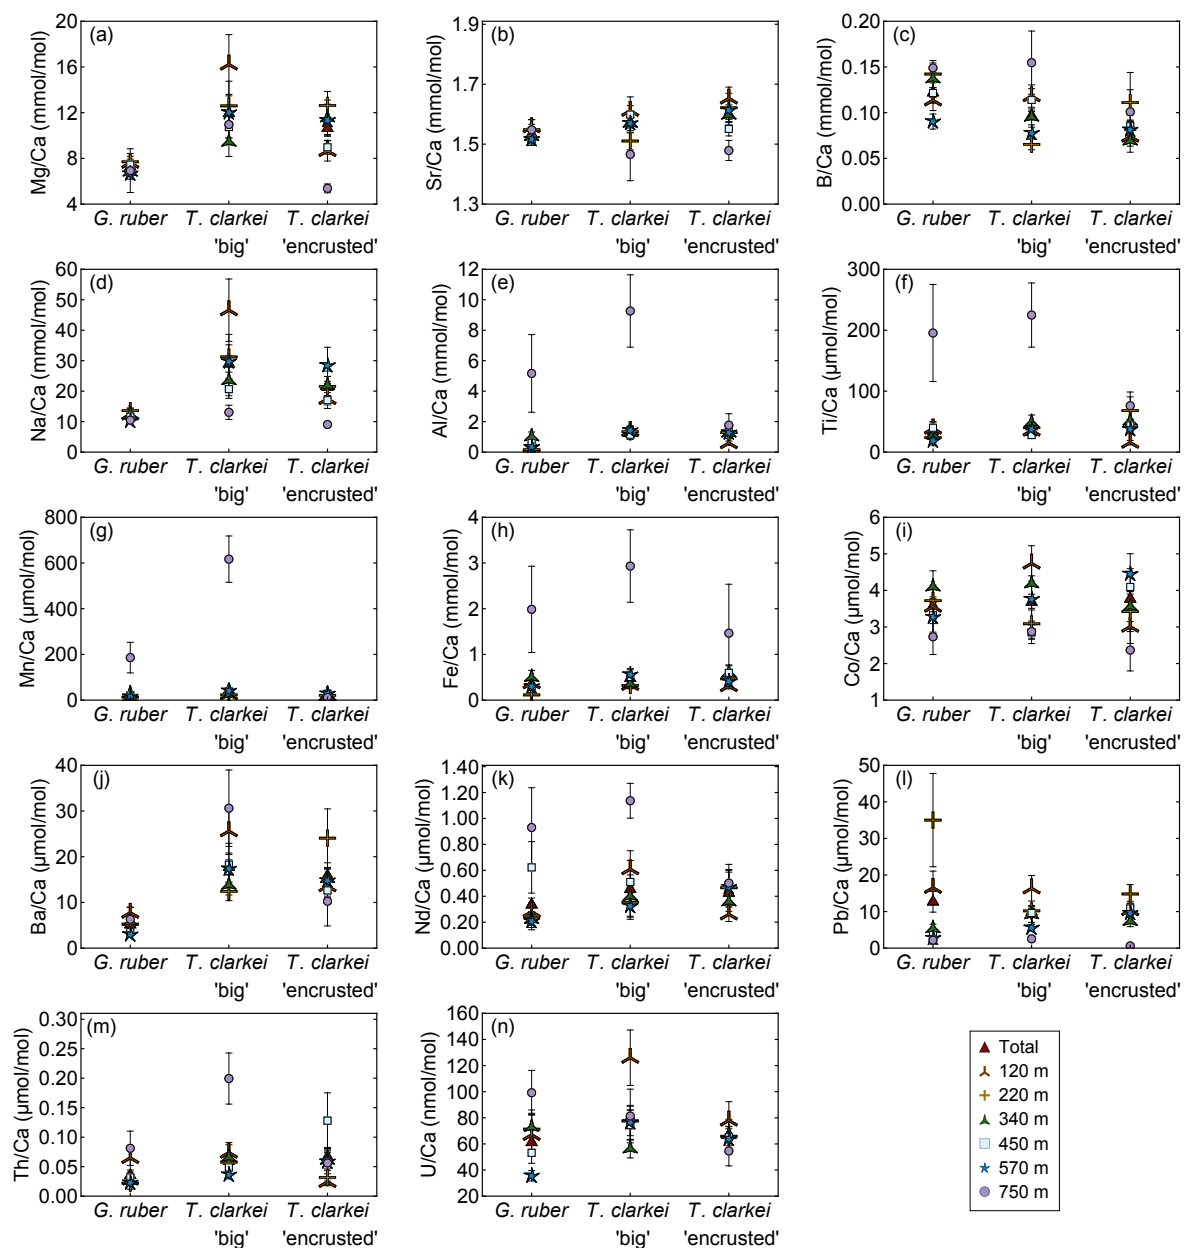 (a)
Mg/Ca (mmol/mol)
20
16
12
8
4
G. ruber T. clarkei T. clarkei
'big' 'encrusted'
(b)
Sr/Ca (mmol/mol)
1.9
1.7
1.5
1.3
G. ruber T. clarkei T. clarkei
'big' 'encrusted'
(c)
B/Ca (mmol/mol)
0.20
0.15
0.10
0.05
0.00
G. ruber T. clarkei T. clarkei
'big' 'encrusted'
(d)
Na/Ca (mmol/mol)
60
50
40
30
20
10
0
G. ruber T. clarkei T. clarkei
'big' 'encrusted'
(e)
Al/Ca (mmol/mol)
12
10
8
6
4
2
0
G. ruber T. clarkei T. clarkei
'big' 'encrusted'
(f)
Ti/Ca (µmol/mol)
300
200
100
0
G. ruber T. clarkei T. clarkei
'big' 'encrusted'
(g)
Mn/Ca (µmol/mol)
800
600
400
200
0
G. ruber T. clarkei T. clarkei
'big' 'encrusted'
(h)
Fe/Ca (mmol/mol)
4
3
2
1
0
G. ruber T. clarkei T. clarkei
'big' 'encrusted'
(i)
Co/Ca (µmol/mol)
6
5
4
3
2
1
G. ruber T. clarkei T. clarkei
'big' 'encrusted'
(j)
Ba/Ca (µmol/mol)
40
30
20
10
0
G. ruber T. clarkei T. clarkei
'big' 'encrusted'
(k)
Nd/Ca (µmol/mol)
1.40
1.20
1.00
0.80
0.60
0.40
0.20
0.00
G. ruber T. clarkei T. clarkei
'big' 'encrusted'
(l)
Pb/Ca (µmol/mol)
50
40
30
20
10
0
G. ruber T. clarkei T. clarkei
'big' 'encrusted'
(m)
Th/Ca (µmol/mol)
0.30
0.25
0.20
0.15
0.10
0.05
0.00
G. ruber T. clarkei T. clarkei
'big' 'encrusted'
(n)
U/Ca (nmol/mol)
160
140
120
100
80
60
40
20
G. ruber T. clarkei T. clarkei
'big' 'encrusted'
Total
120 m
220 m
340 m
450 m
570 m
750 m